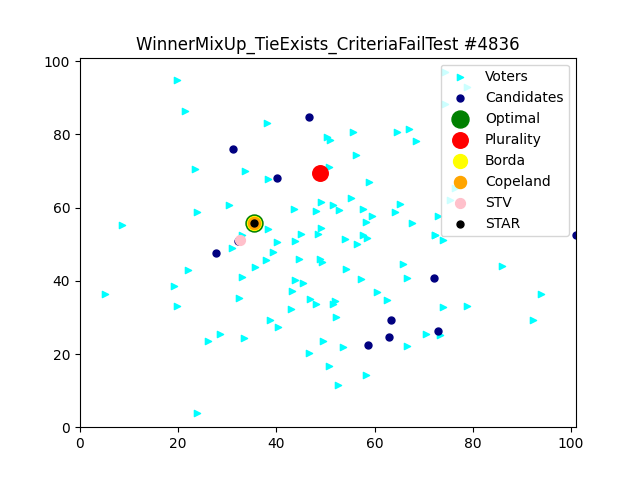 WinnerMixUp_TieExists_CriteriaFailTest #4836
100
80
60
40
20
0
0
20
40
60
80
100
Voters
Candidates
Optimal
Plurality
Borda
Copeland
STV
STAR